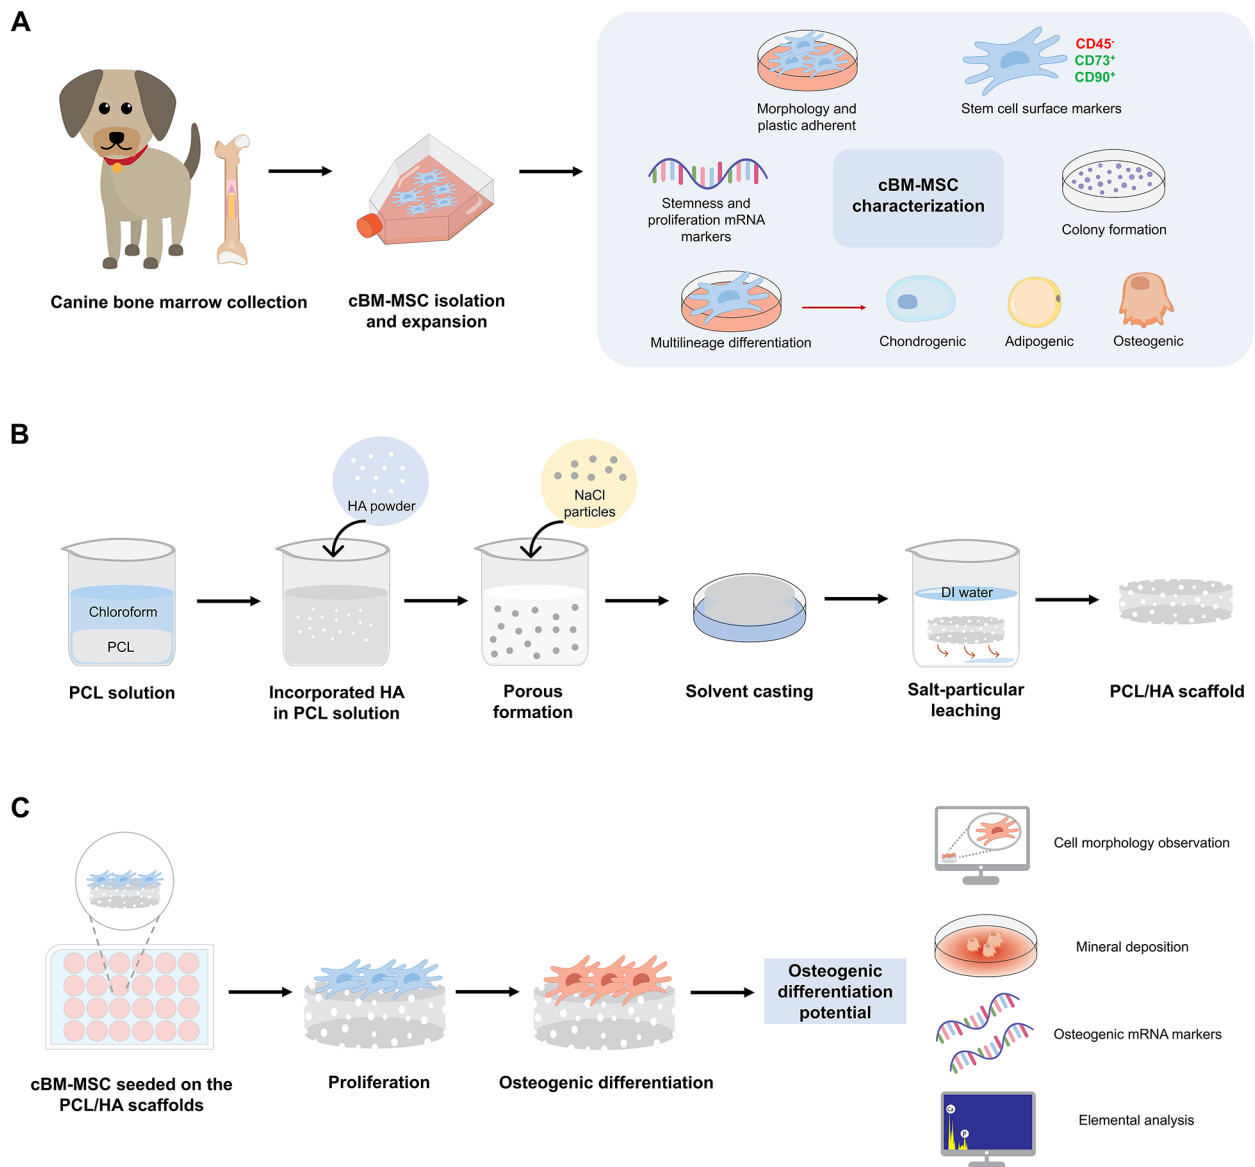 A
Canine bone marrow collection
cBM-MSC isolation
and expansion
Morphology and
plastic adherent
CD45-
CD73+
CD90+
Stem cell surface markers
Stemness and
proliferation mRNA
markers
cBM-MSC
characterization
Colony formation
Multilineage differentiation
Chondrogenic
Adipogenic
Osteogenic
B
HA powder
NaCl
particles
Chloroform
PCL
DI water
PCL solution
Incorporated HA
in PCL solution
Porous
formation
Solvent casting
Salt-particular
leaching
PCL/HA scaffold
C
cBM-MSC seeded on the
PCL/HA scaffolds
Proliferation
Osteogenic differentiation
Osteogenic
differentiation
potential
Cell morphology observation
Mineral deposition
Osteogenic mRNA markers
Ca
P
Elemental analysis